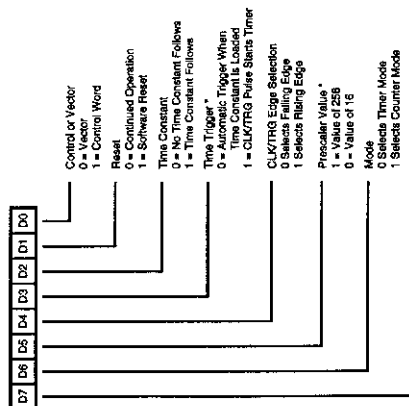 D7 D6 D5 D4 D3 D2 D1 D0
Control or Vector
0 = Vector
1 = Control Word
Reset
0 = Continued Operation
1 = Software Reset
Time Constant
0 = No Time Constant Follows
1 = Time Constant Follows
Time Trigger*
0 = Automatic Trigger When
Time Constant Is Loaded
1 = CLK/TRG Pulse Starts Timer
CLK/TRG Edge Selection
0 Selects Falling Edge
1 Selects Rising Edge
Prescaler Value*
1 = Value of 256
0 = Value of 16
Mode
0 Selects Timer Mode
1 Selects Counter Mode